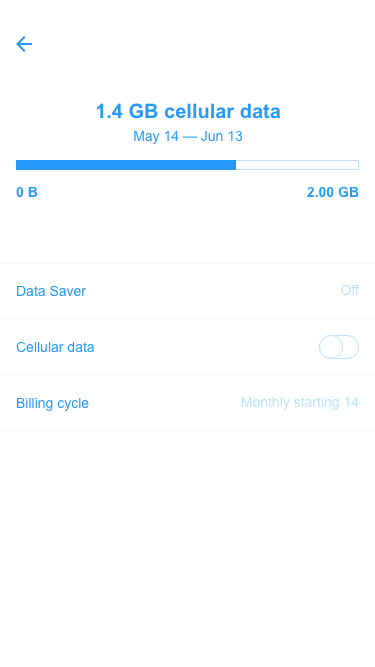 1.4 GB cellular data
May 14 — Jun 13
0 B 2.00 GB
Data Saver Off
Cellular data
Billing cycle Monthly starting 14